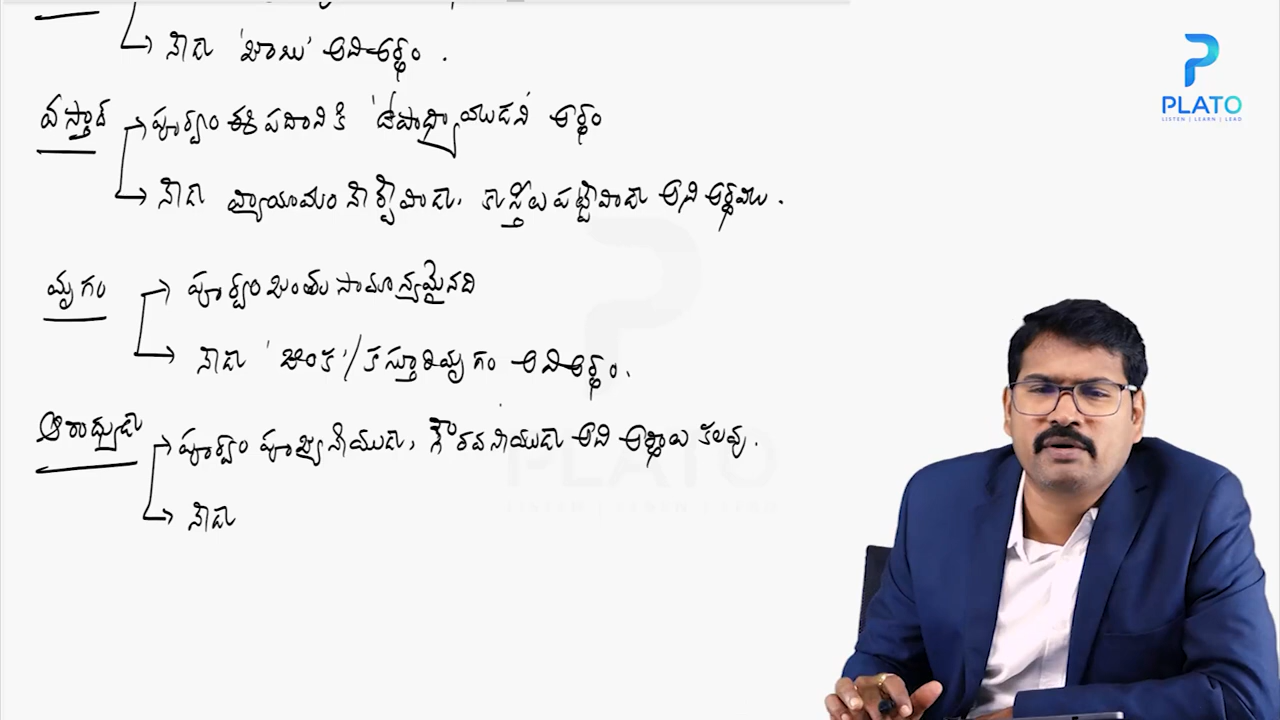 నేడు 'జాబు' అని అర్థం.
వస్తాద్ → పూర్వం ఈ పదానికి 'ఉపాధ్యాయుడని' అర్థం
→ నేడు వ్యాయామం నేర్పేవాడు, కాస్తీలు పట్టేవాడు అని అర్థములు.
మృగం → పూర్వం జంతు సామాన్యమైనది
→ నేడు 'జింక'/కస్తూరిమృగం అని అర్థం.
ఆరాధ్యుడు → పూర్వం పూజ్యనీయుడు, గౌరవనీయుడు అని అర్థాలు కలవు.
→ నేడు
PLATO
LISTEN | LEARN | LEAD